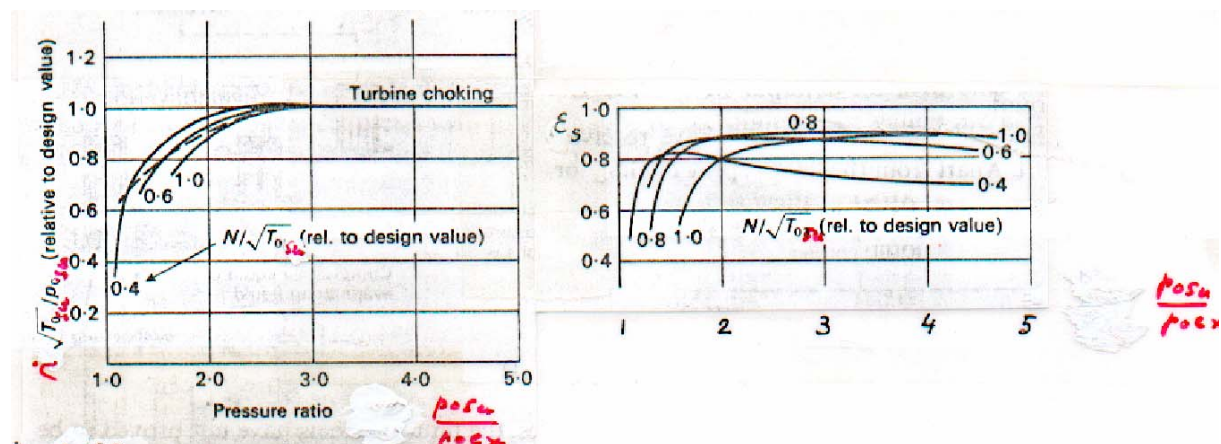 ṁ √T₀su/p₀su (relative to design value)
1·2
1·0
0·8
0·6
0·4
0·2
Turbine choking
0·6
1·0
N/√T₀su (rel. to design value)
0·4
1·0 2·0 3·0 4·0 5·0
Pressure ratio
p₀su
p₀ex
εs
1·0
0·8
0·6
0·4
0·8
1·0
0·6
0·4
0·8 1·0
N/√T₀su (rel. to design value)
1 2 3 4 5
p₀su
p₀ex